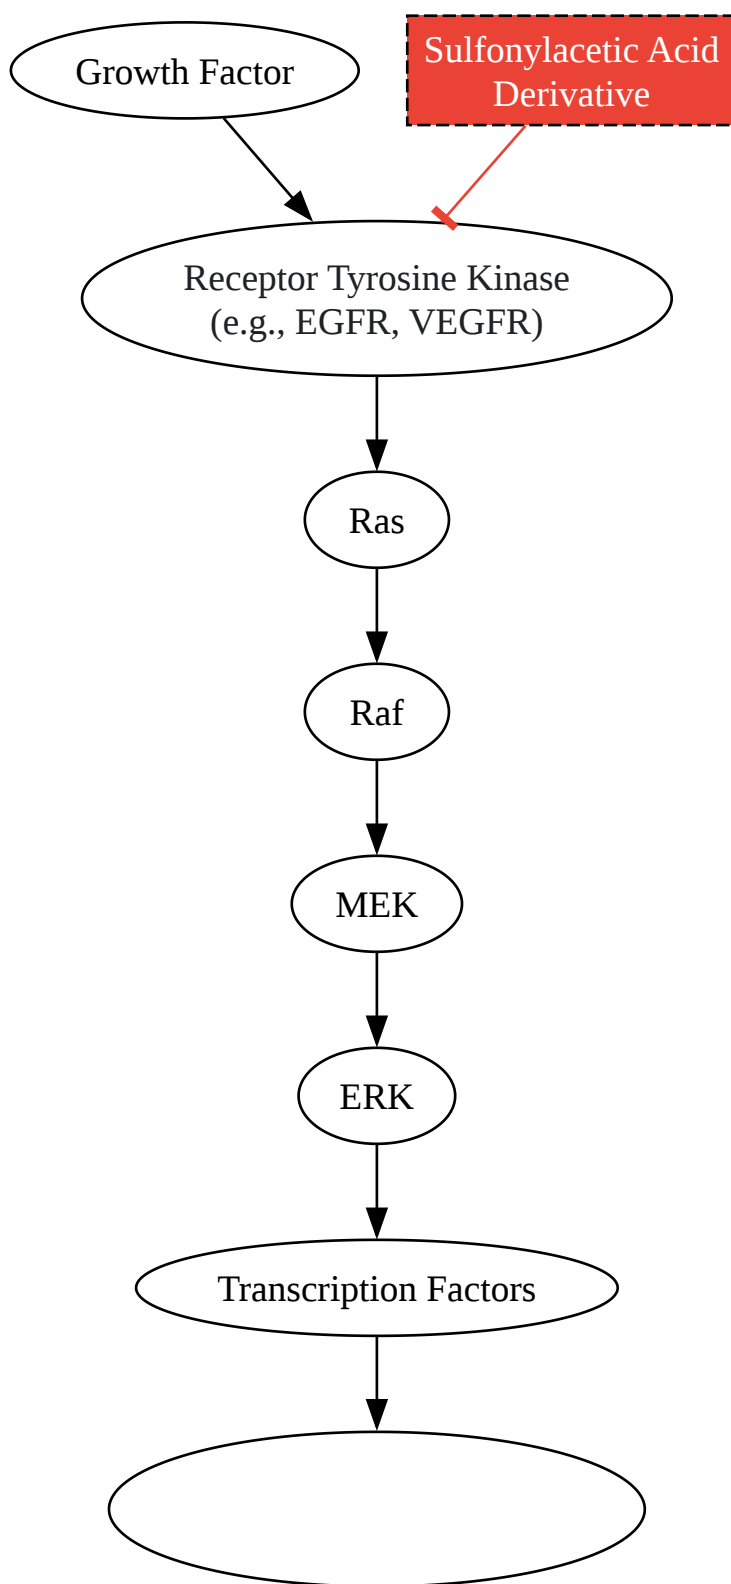 Growth Factor
Sulfonylacetic Acid
Derivative
Receptor Tyrosine Kinase
(e.g., EGFR, VEGFR)
Ras
Raf
MEK
ERK
Transcription Factors